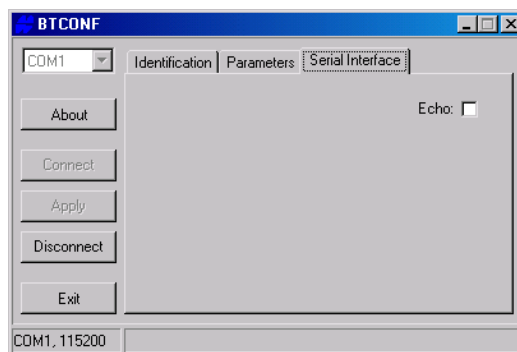 BTCONF
COM1
Identification
Parameters
Serial Interface
About
Echo:
Connect
Apply
Disconnect
Exit
COM1, 115200